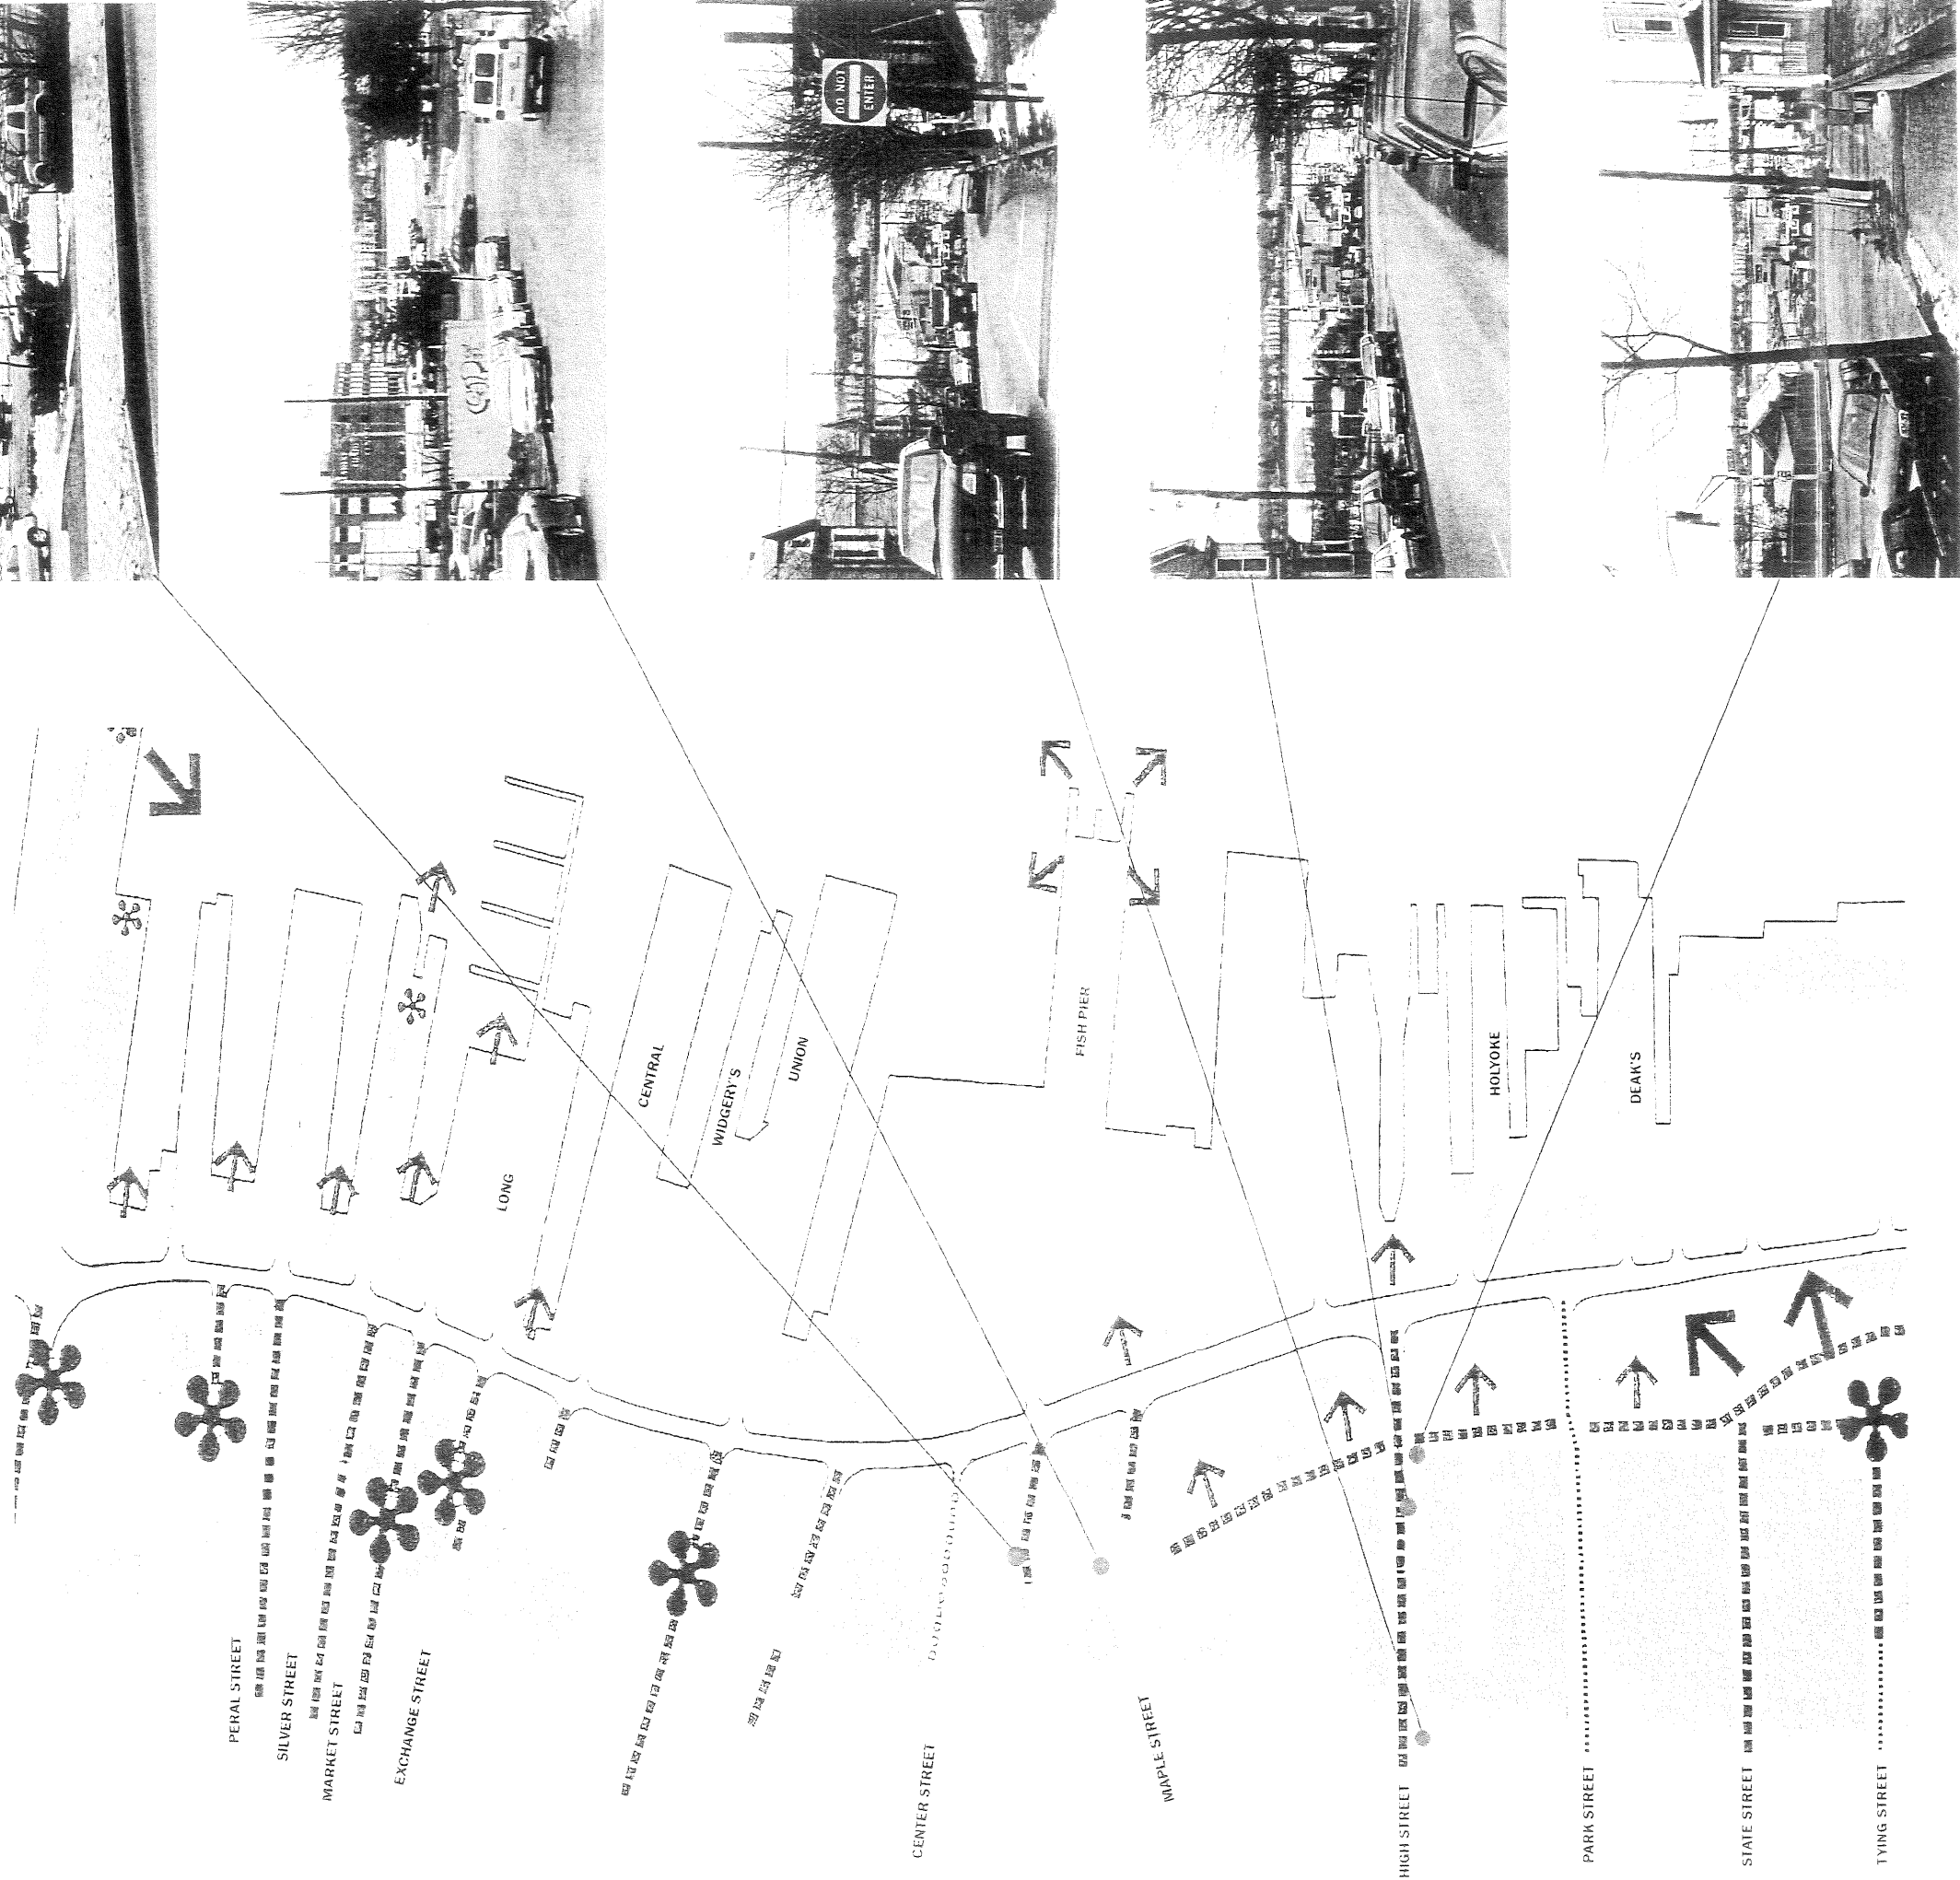 DO NOT
ENTER
FISH PIER
CENTRAL
WIDGERY'S
UNION
HOLYOKE
DEAK'S
LONG
PERAL STREET
SILVER STREET
MARKET STREET
EXCHANGE STREET
CENTER STREET
MAPLE STREET
HIGH STREET
PARK STREET
STATE STREET
TYING STREET